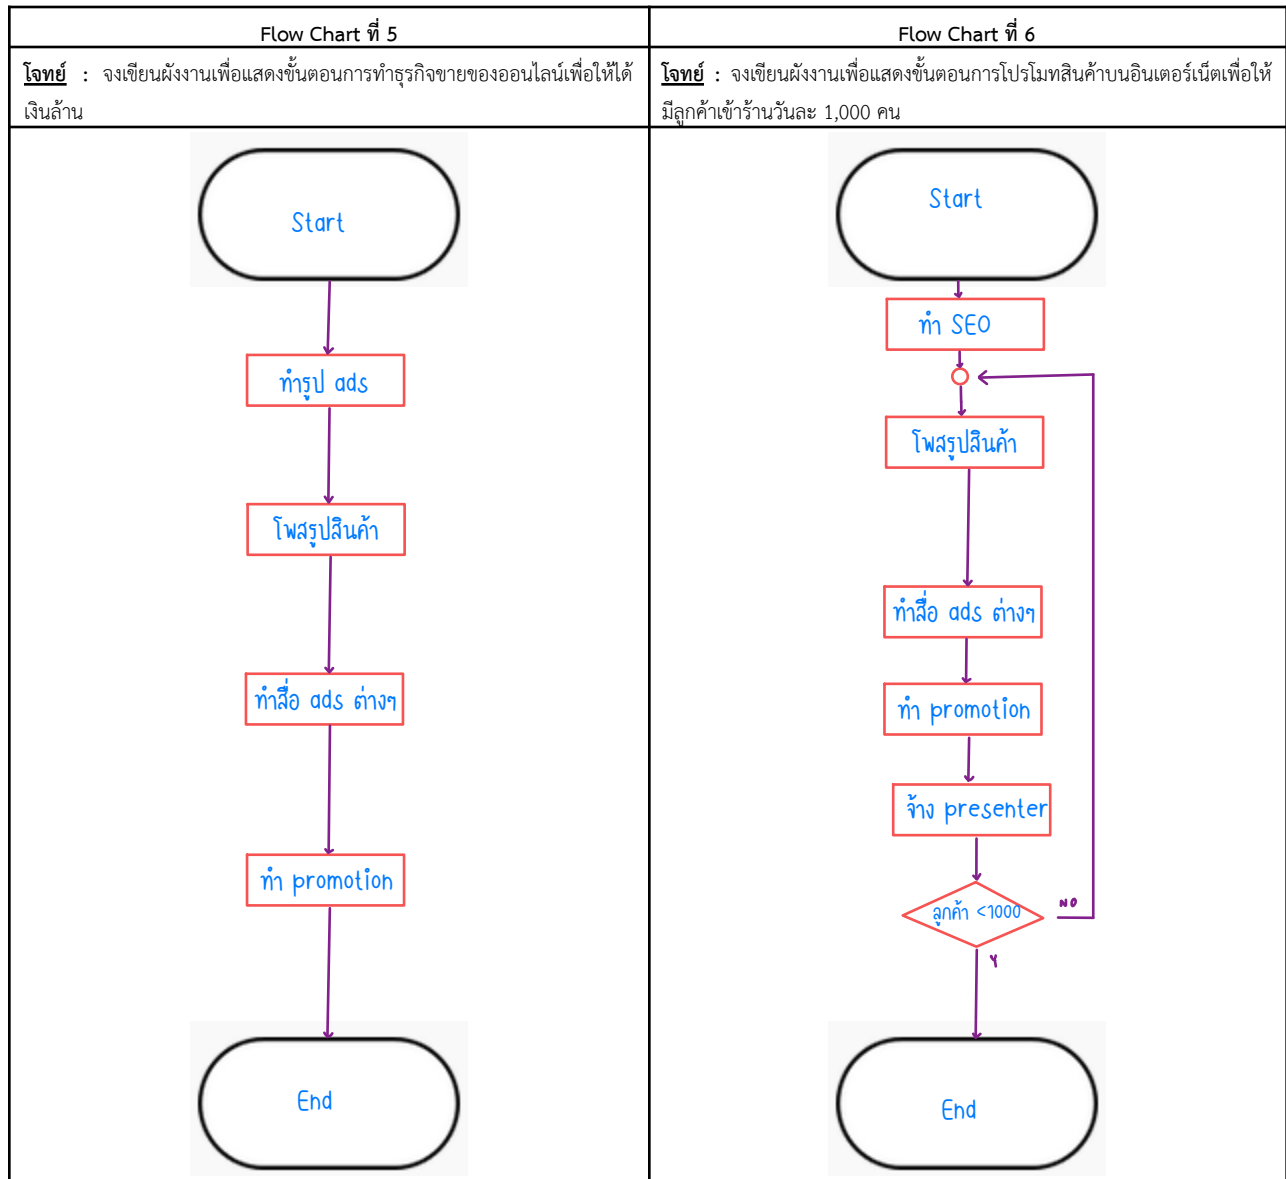 Flow Chart ที่ 5
โจทย์ : จงเขียนผังงานเพื่อแสดงขั้นตอนการทำธุรกิจขายของออนไลน์เพื่อให้ได้
เงินล้าน
Start
ทำรูป ads
โพสรูปสินค้า
ทำสื่อ ads ต่างๆ
ทำ promotion
End
Flow Chart ที่ 6
โจทย์ : จงเขียนผังงานเพื่อแสดงขั้นตอนการโปรโมทสินค้าบนอินเตอร์เน็ตเพื่อให้
มีลูกค้าเข้าร้านวันละ 1,000 คน
Start
ทำ SEO
โพสรูปสินค้า
ทำสื่อ ads ต่างๆ
ทำ promotion
จ้าง presenter
ลูกค้า <1000
NO
Y
End